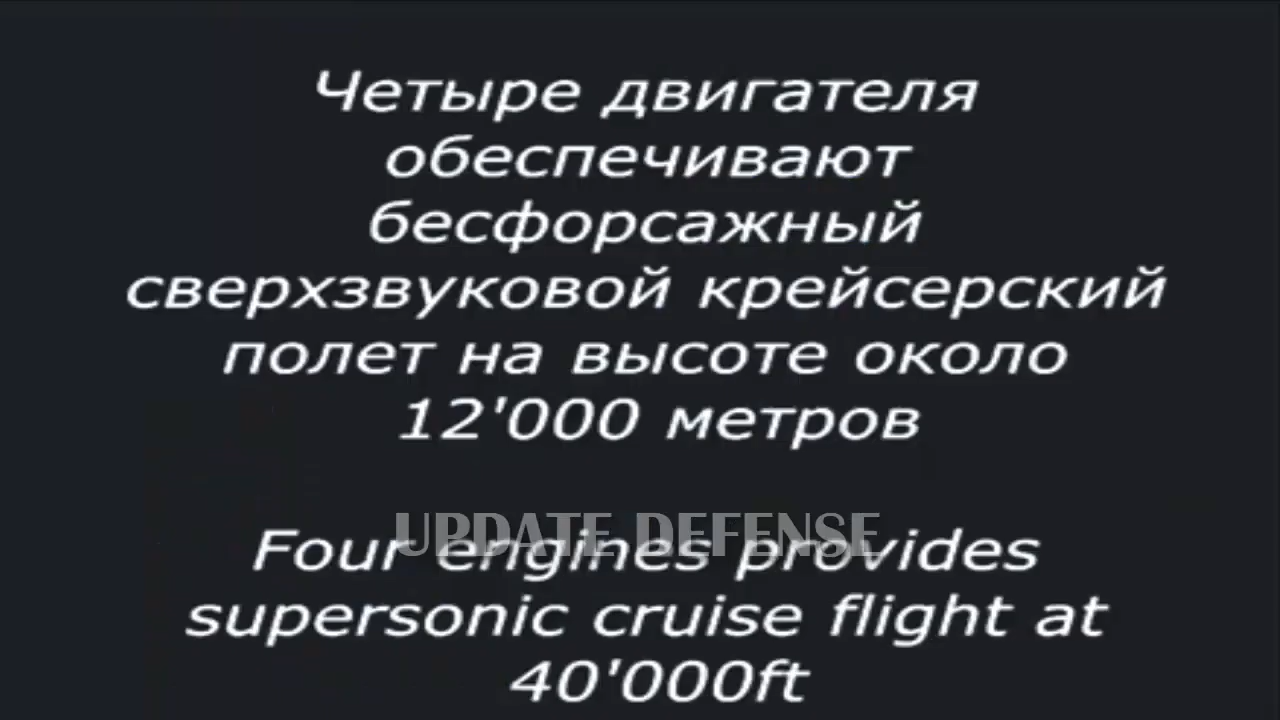 Четыре двигателя
обеспечивают
бесфорсажный
сверхзвуковой крейсерский
полет на высоте около
12'000 метров
UPDATE DEFENSE
Four engines provides
supersonic cruise flight at
40'000ft